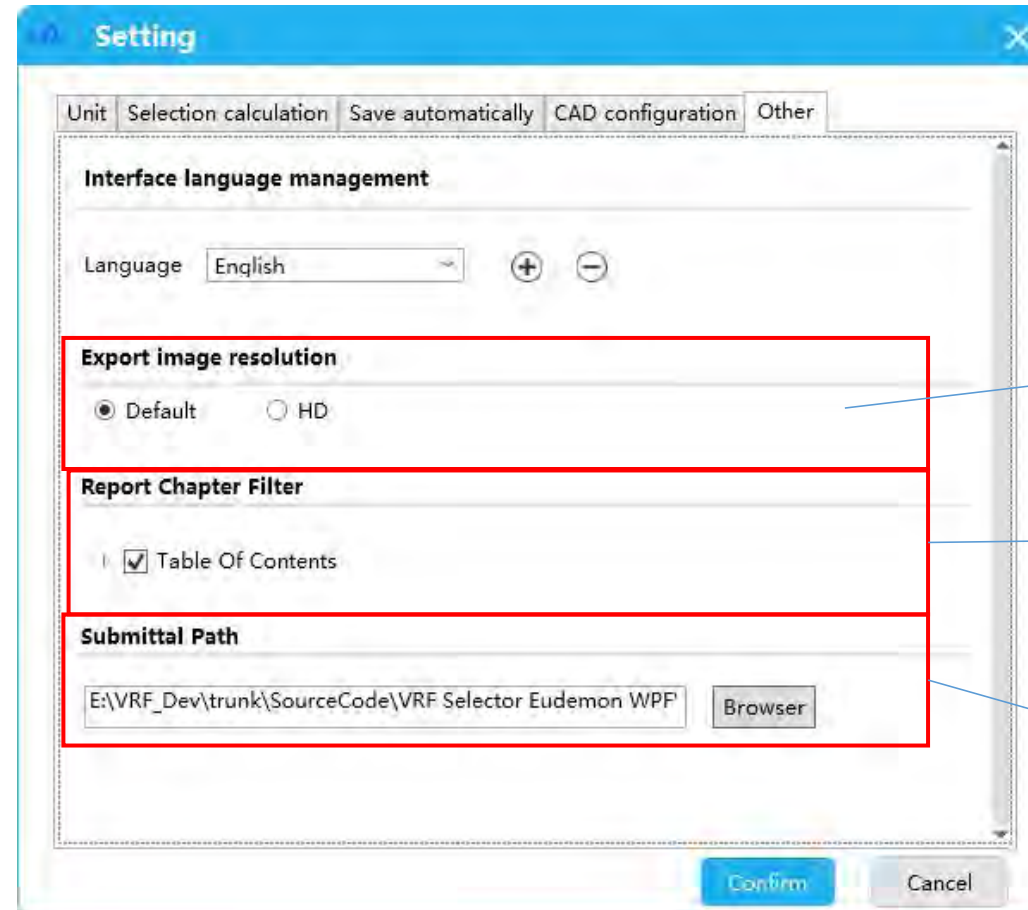 Setting
Unit Selection calculation Save automatically CAD configuration Other
Interface language management
Language English
Export image resolution
Default HD
Report Chapter Filter
Table Of Contents
Submittal Path
E:\VRF_Dev\trunk\SourceCode\VRF Selector Eudemon WPF Browser
Confirm Cancel